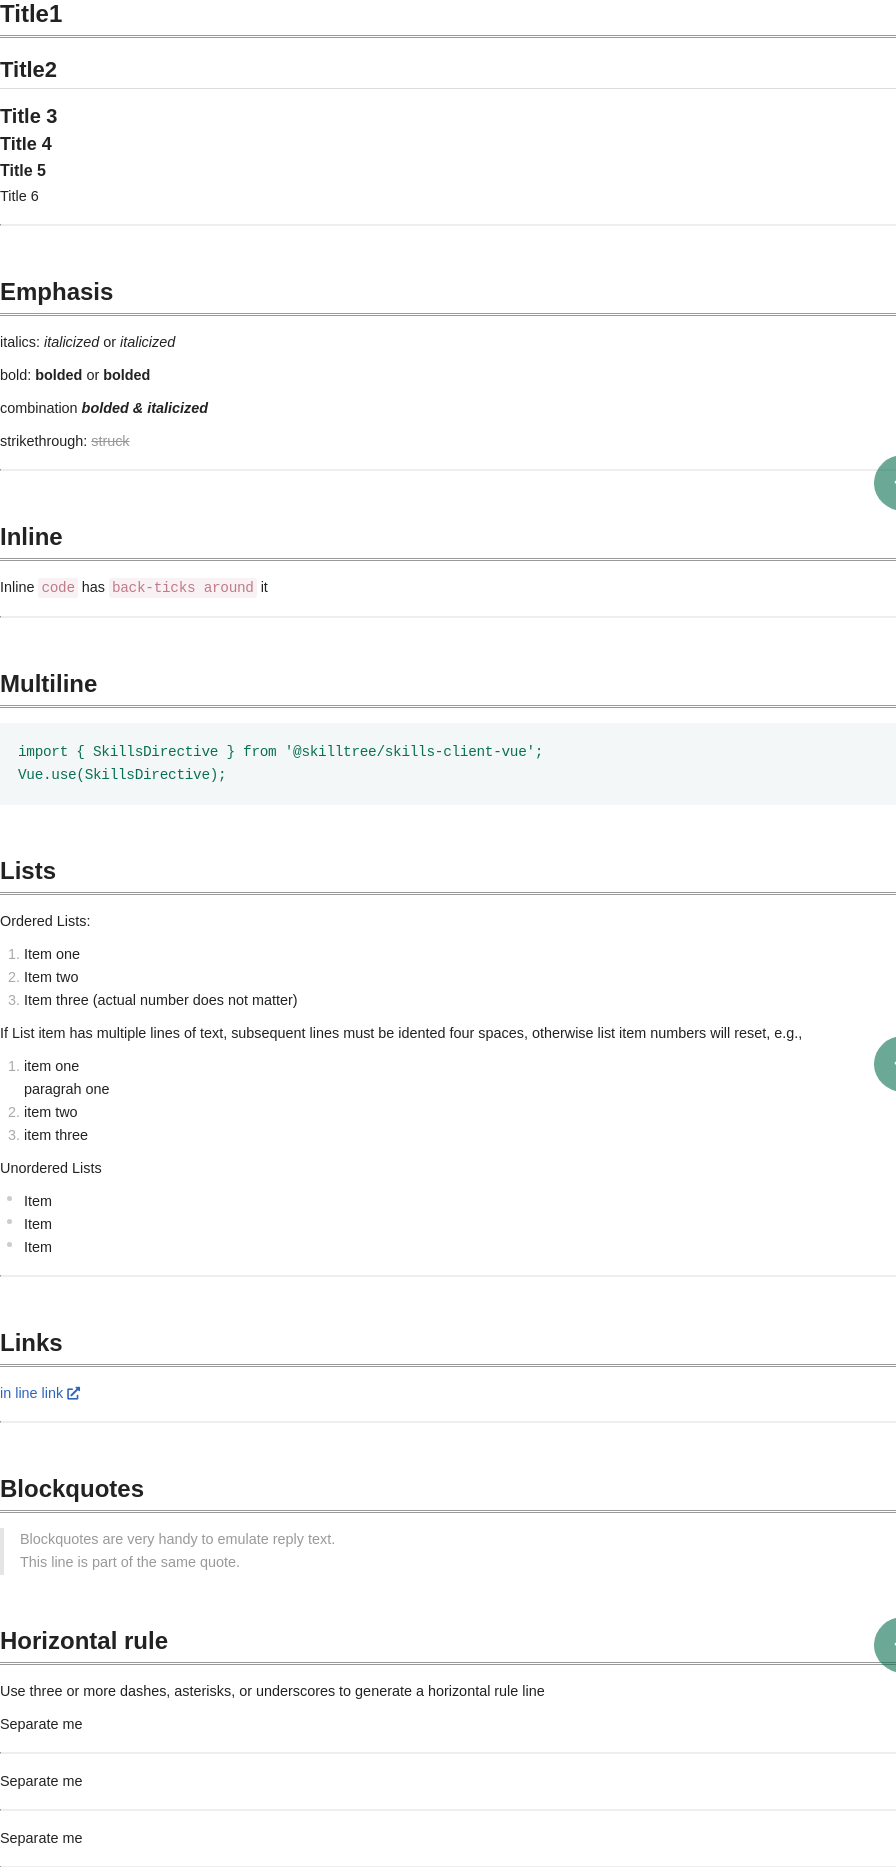 Title1
Title2
Title 3
Title 4
Title 5
Title 6
Emphasis
italics: italicized or italicized
bold: bolded or bolded
combination bolded & italicized
strikethrough: struck
Inline
Inline code has back-ticks around it
Multiline
import { SkillsDirective } from '@skilltree/skills-client-vue';
Vue.use(SkillsDirective);
Lists
Ordered Lists:
1. Item one
2. Item two
3. Item three (actual number does not matter)
If List item has multiple lines of text, subsequent lines must be idented four spaces, otherwise list item numbers will reset, e.g.,
1. item one
paragrah one
2. item two
3. item three
Unordered Lists
• Item
• Item
• Item
Links
in line link
Blockquotes
Blockquotes are very handy to emulate reply text.
This line is part of the same quote.
Horizontal rule
Use three or more dashes, asterisks, or underscores to generate a horizontal rule line
Separate me
Separate me
Separate me